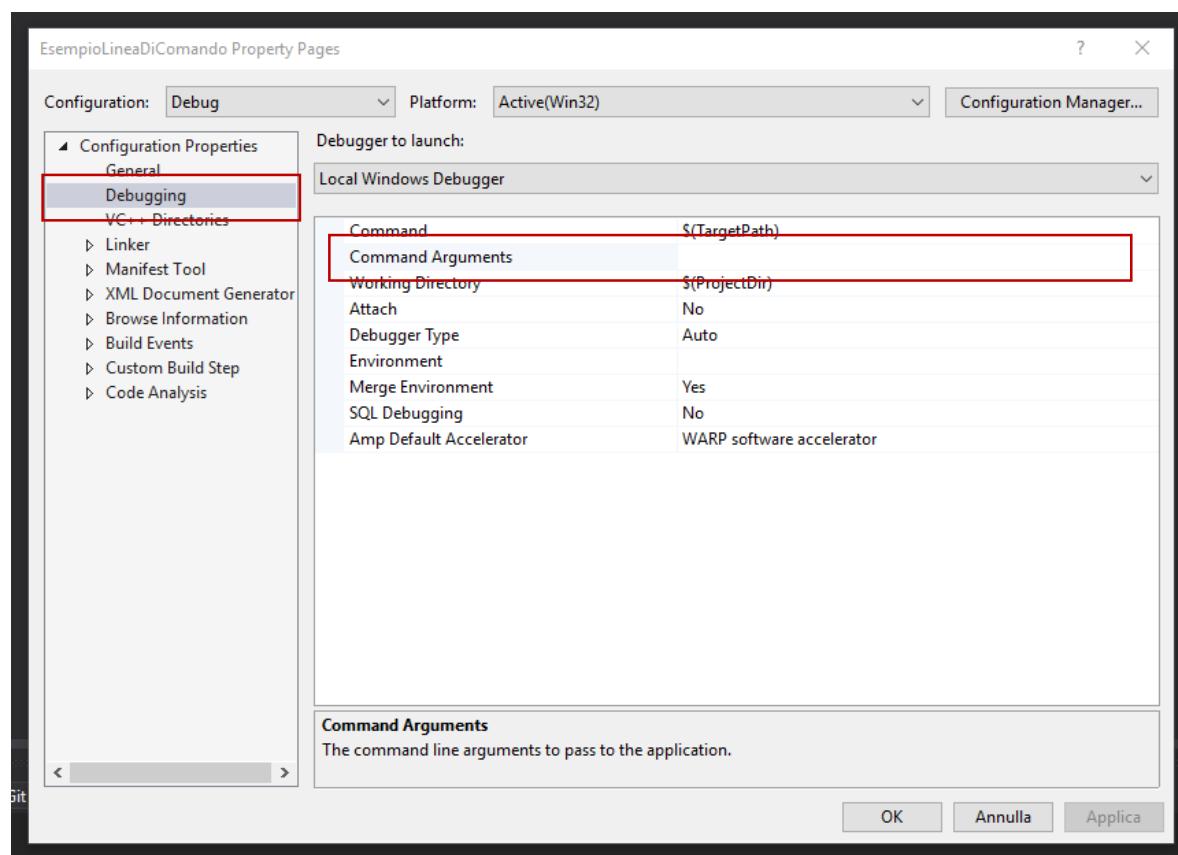 EsempioLineaDiComando Property Pages ?
Configuration: Debug Platform: Active(Win32) Configuration Manager...
Configuration Properties
General
Debugging
VC++ Directories
Linker
Manifest Tool
XML Document Generator
Browse Information
Build Events
Custom Build Step
Code Analysis
Debugger to launch:
Local Windows Debugger
Command $(TargetPath)
Command Arguments
Working Directory $(ProjectDir)
Attach No
Debugger Type Auto
Environment
Merge Environment Yes
SQL Debugging No
Amp Default Accelerator WARP software accelerator
Command Arguments
The command line arguments to pass to the application.
Git
OK Annulla Applica